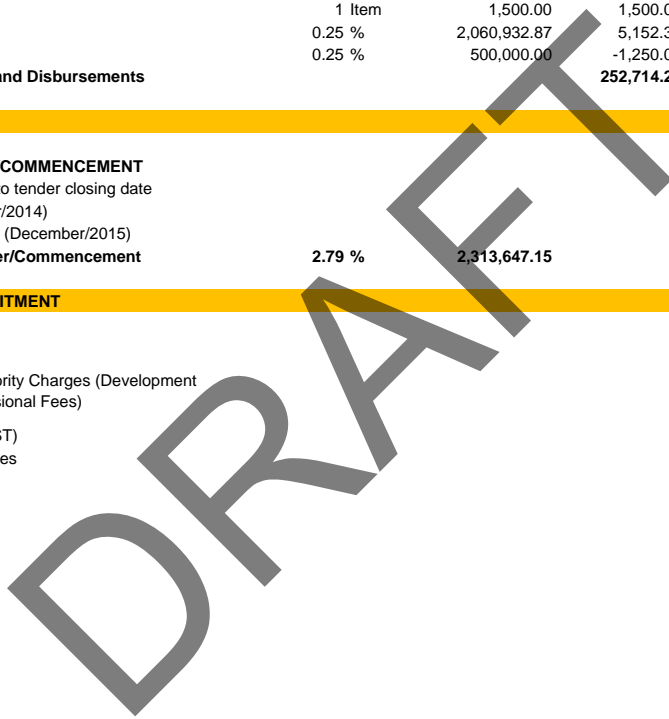 1 Item 1,500.00 1,500.0
0.25 % 2,060,932.87 5,152.3
0.25 % 500,000.00 -1,250.0
and Disbursements 252,714.2
COMMENCEMENT
to tender closing date
r/2014)
(December/2015)
er/Commencement 2.79 % 2,313,647.15
ITMENT
ority Charges (Development
sional Fees)
ST)
es
DRAFT